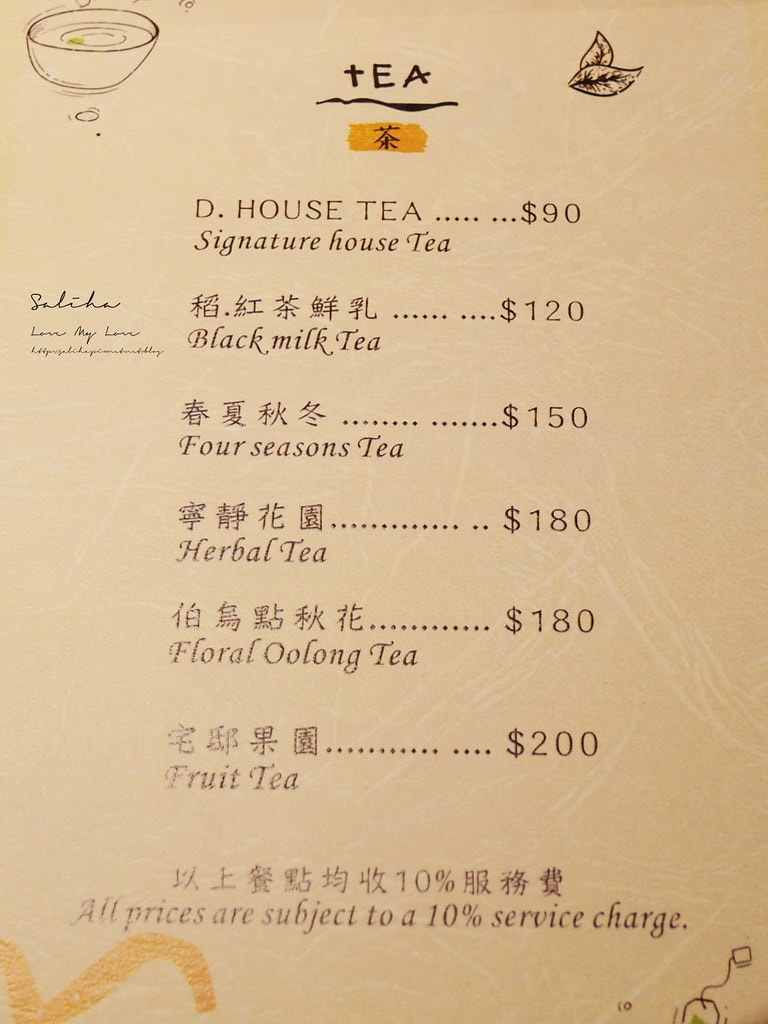 tEA
茶
D. HOUSE TEA ..... ...$90
Signature house Tea
稻.紅茶鮮乳 ...... ....$120
Black milk Tea
春夏秋冬 ........ .......$150
Four seasons Tea
寧靜花園............. .. $180
Herbal Tea
伯烏點秋花............ $180
Floral Oolong Tea
宅邸果園........... .... $200
Fruit Tea
以上餐點均收10%服務費
All prices are subject to a 10% service charge.
Saliha
Love My Love